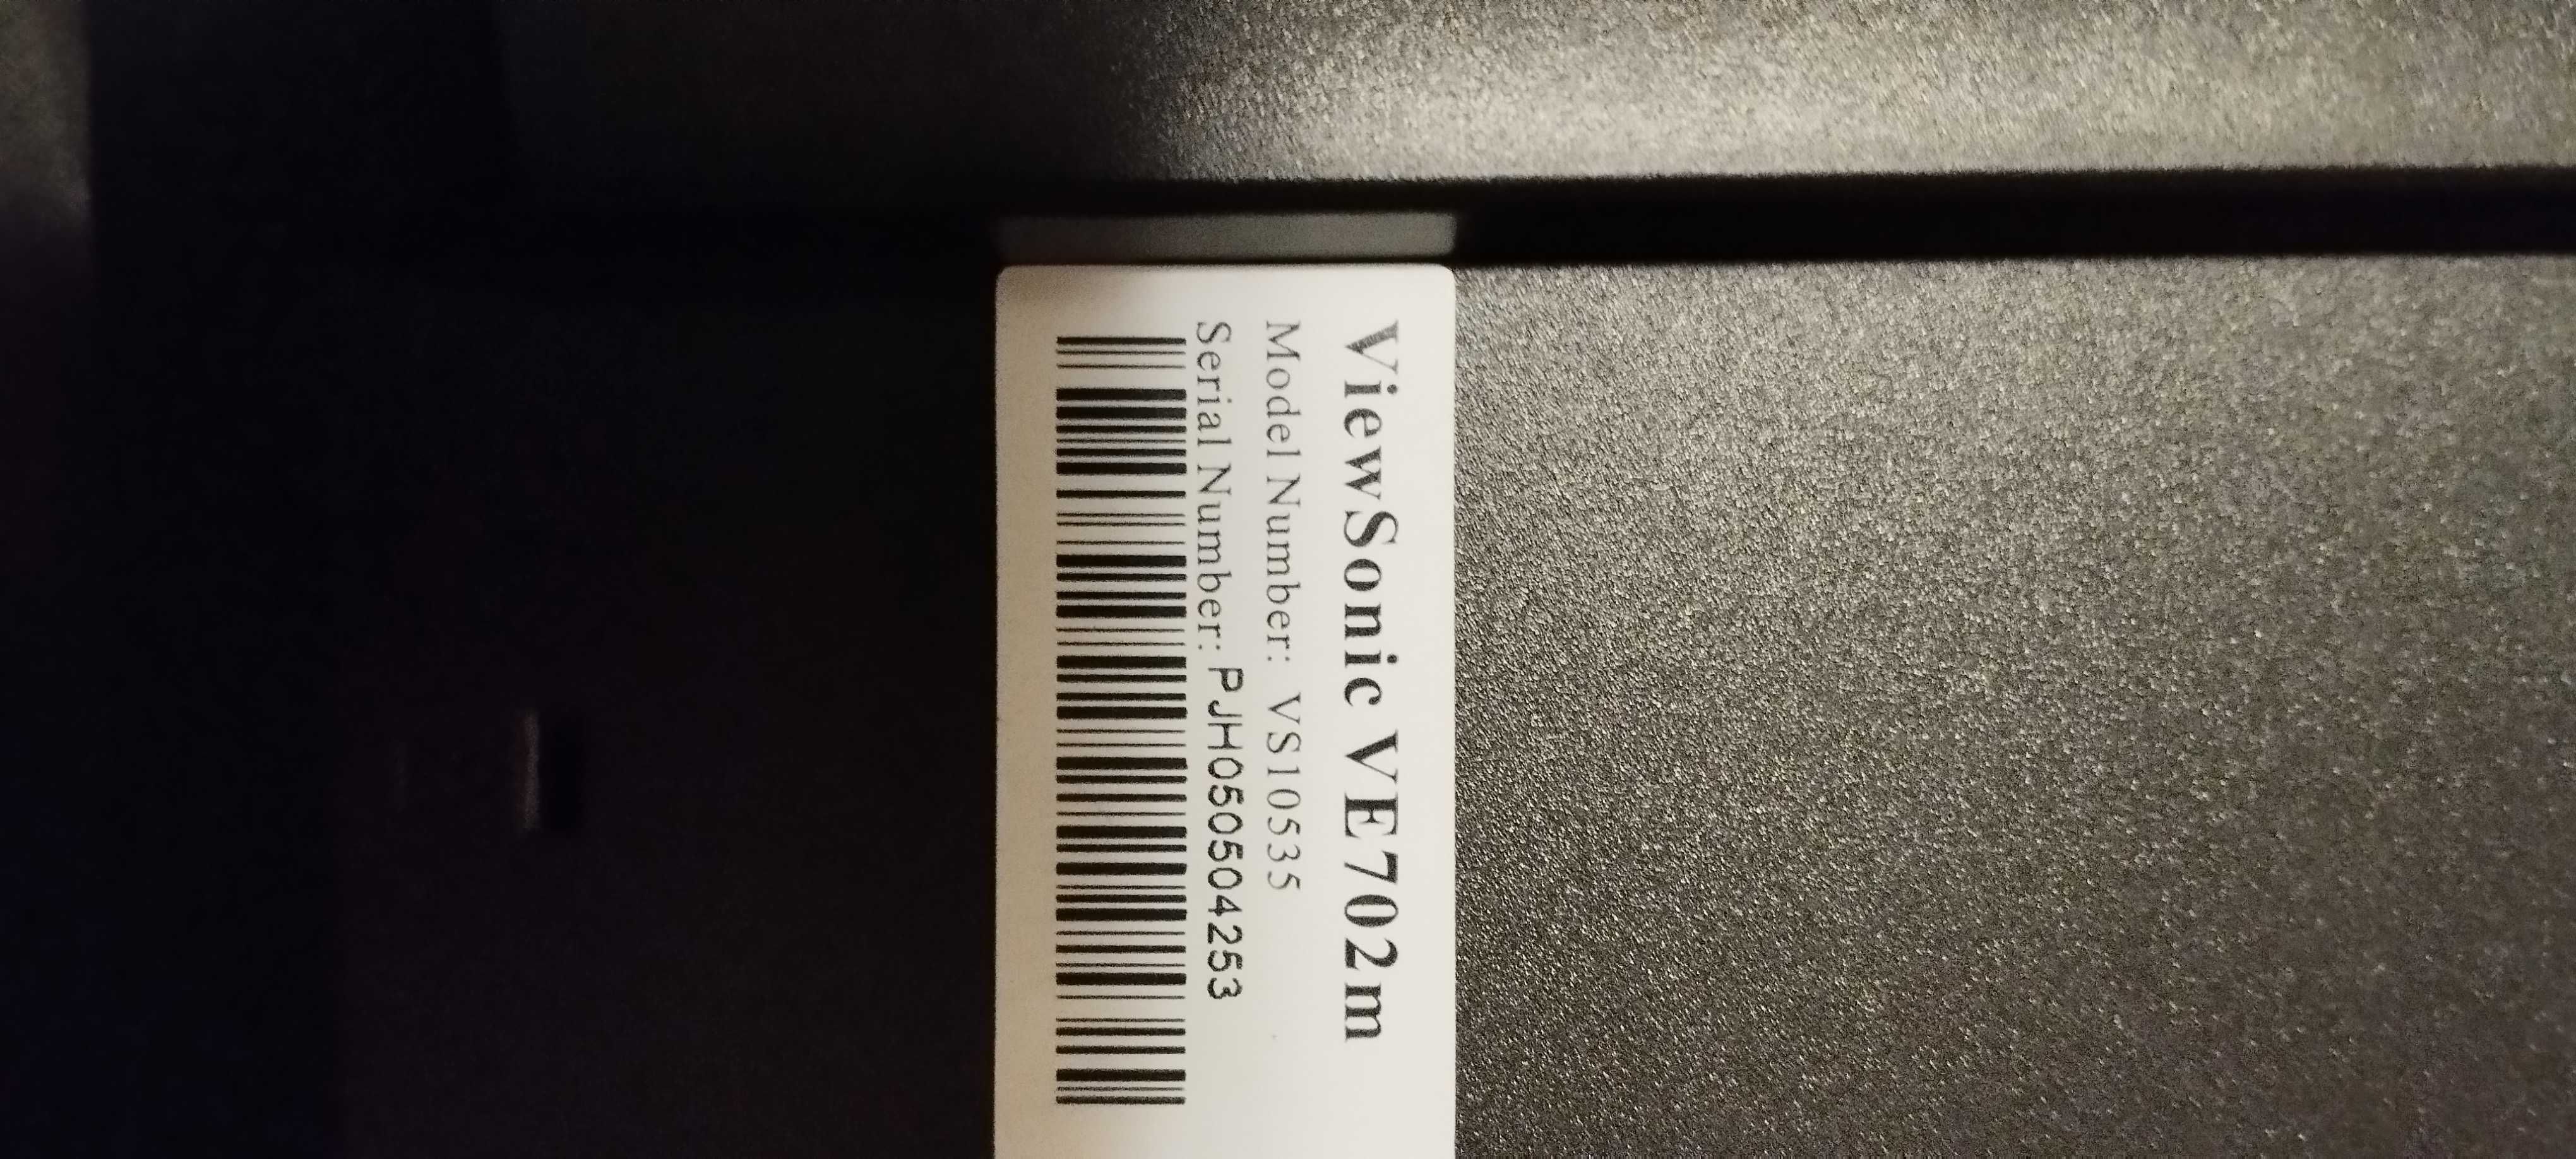 ViewSonic VE702m
Model Number: VS10535
Serial Number: PJH050504253